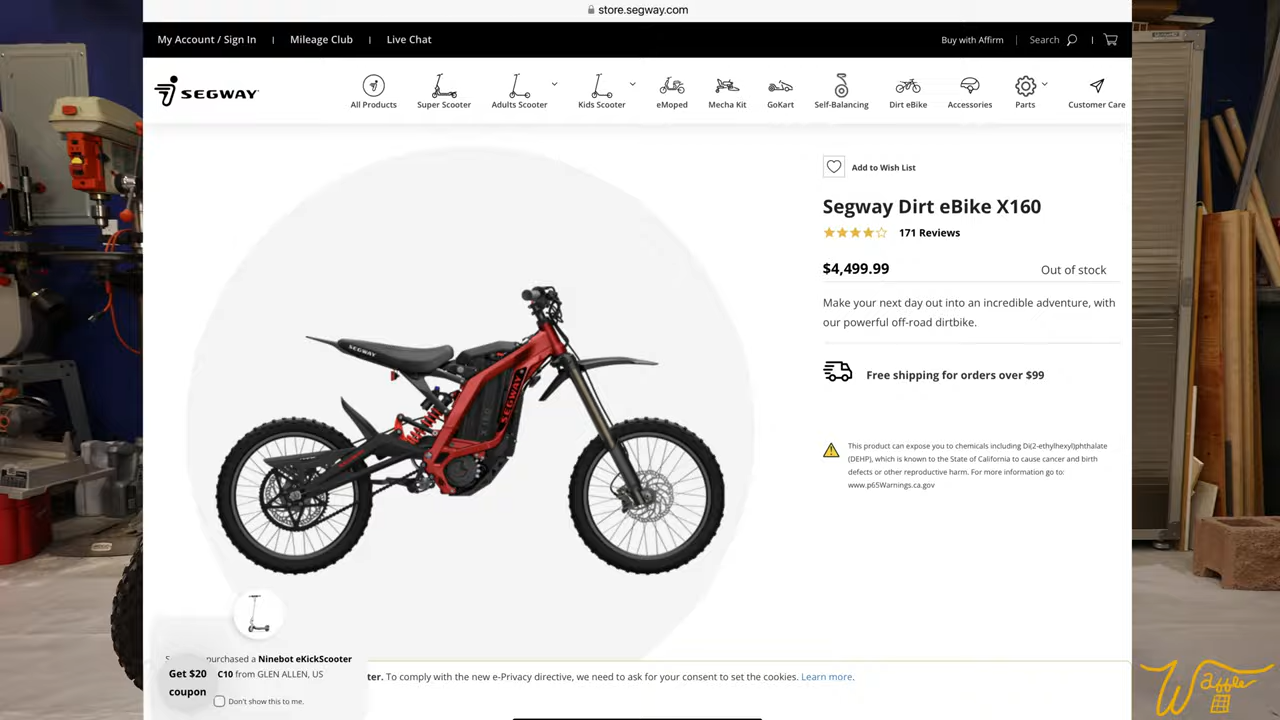 store.segway.com
My Account / Sign In | Mileage Club | Live Chat
Buy with Affirm | Search
SEGWAY
All Products
Super Scooter
Adults Scooter
Kids Scooter
eMoped
Mecha Kit
GoKart
Self-Balancing
Dirt eBike
Accessories
Parts
Customer Care
Add to Wish List
Segway Dirt eBike X160
171 Reviews
$4,499.99
Out of stock
Make your next day out into an incredible adventure, with
our powerful off-road dirtbike.
Free shipping for orders over $99
This product can expose you to chemicals including Di(2-ethylhexyl)phthalate
(DEHP), which is known to the State of California to cause cancer and birth
defects or other reproductive harm. For more information go to:
www.p65Warnings.ca.gov
SEGWAY
SEGWAY
X160
purchased a Ninebot eKickScooter
C10 from GLEN ALLEN, US
Get $20
coupon
Don't show this to me.
ter. To comply with the new e-Privacy directive, we need to ask for your consent to set the cookies. Learn more.
Waffle